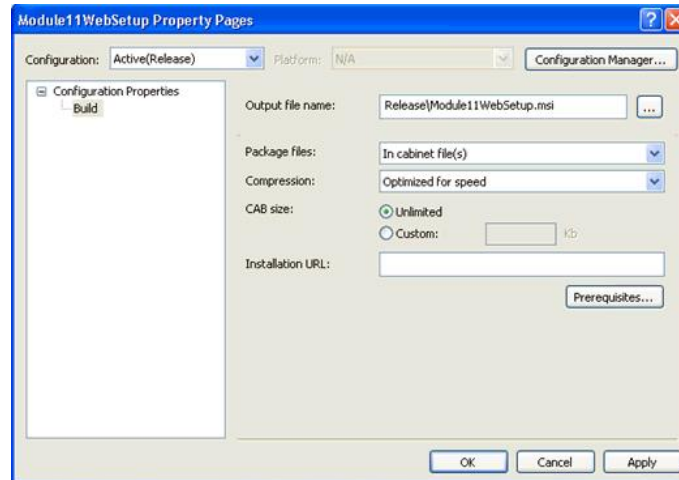 Module11WebSetup Property Pages
Configuration: Active(Release) Platform: N/A Configuration Manager...
Configuration Properties
Build
Output file name: Release\Module11WebSetup.msi ...
Package files: In cabinet file(s)
Compression: Optimized for speed
CAB size: Unlimited
Custom: Kb
Installation URL:
Prerequisites...
OK Cancel Apply